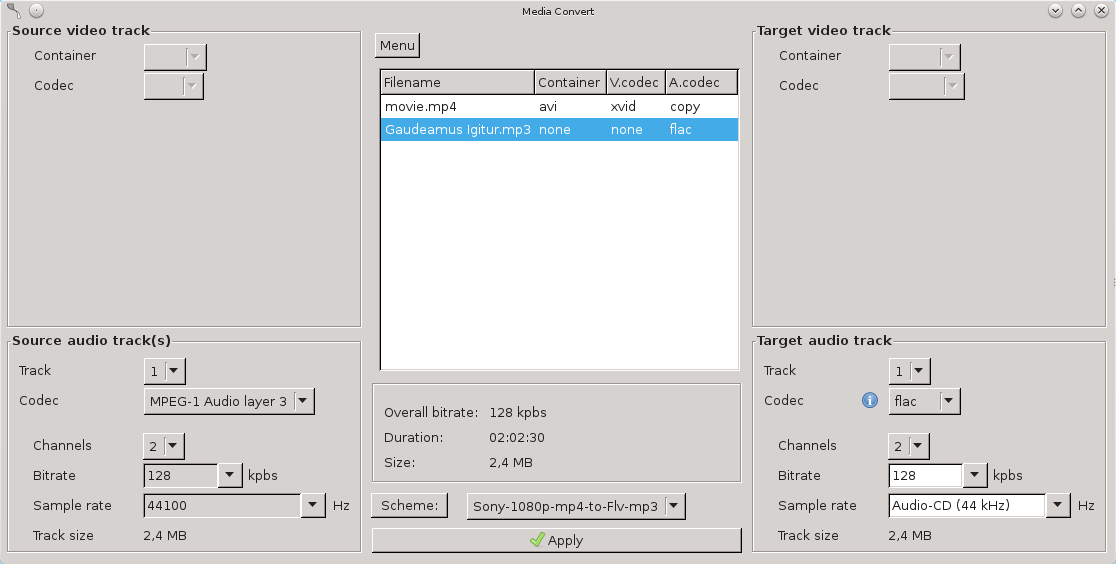 Media Convert
Source video track
Container
Codec
Menu
Filename Container V.codec A.codec
movie.mp4 avi xvid copy
Gaudeamus Igitur.mp3 none none flac
Target video track
Container
Codec
Source audio track(s)
Track 1
Codec MPEG-1 Audio layer 3
Channels 2
Bitrate 128 kpbs
Sample rate 44100 Hz
Track size 2,4 MB
Overall bitrate: 128 kpbs
Duration: 02:02:30
Size: 2,4 MB
Scheme: Sony-1080p-mp4-to-Flv-mp3
Apply
Target audio track
Track 1
Codec flac
Channels 2
Bitrate 128 kpbs
Sample rate Audio-CD (44 kHz) Hz
Track size 2,4 MB